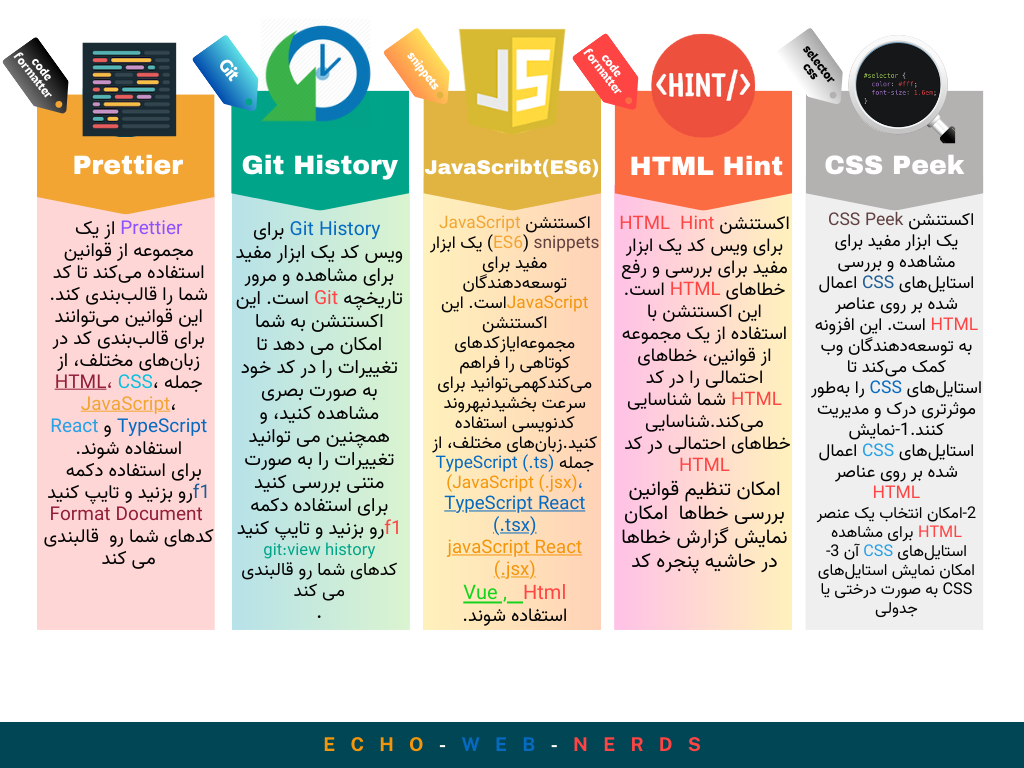 code
formatter
Prettier
Prettier از یک
مجموعه از قوانین
استفاده می‌کند تا کد
شما را قالب‌بندی کند.
این قوانین می‌توانند
برای قالب‌بندی کد در
زبان‌های مختلف، از
جمله HTML، CSS،
JavaScript،
TypeScript و React
استفاده شوند.
برای استفاده دکمه
f1رو بزنید و تایپ کنید
Format Document
کدهای شما رو قالبندی
می کند
Git
Git History
Git History برای
ویس کد یک ابزار مفید
برای مشاهده و مرور
تاریخچه Git است. این
اکستنشن به شما
امکان می دهد تا
تغییرات را در کد خود
به صورت بصری
مشاهده کنید، و
همچنین می توانید
تغییرات را به صورت
متنی بررسی کنید
برای استفاده دکمه
f1رو بزنید و تایپ کنید
git:view history
کدهای شما رو قالبندی
می کند
.
snippets
JS
JavaScribt(ES6)
اکستنشن JavaScript
snippets (ES6) یک ابزار
مفید برای
توسعه‌دهندگان
JavaScriptاست. این
اکستنشن
مجموعه‌ایازکدهای
کوتاهی را فراهم
می‌کندکهمی‌توانید برای
سرعت بخشیدنبهروند
کدنویسی استفاده
کنید.زبان‌های مختلف، از
جمله TypeScript (.ts)
،JavaScript (.jsx)
TypeScript React
(.tsx)
javaScript React
(.jsx)
Vue , Html
استفاده شوند.
code
formatter
<HINT/>
HTML Hint
اکستنشن HTML Hint
برای ویس کد یک ابزار
مفید برای بررسی و رفع
خطاهای HTML است.
این اکستنشن با
استفاده از یک مجموعه
از قوانین، خطاهای
احتمالی را در کد
HTML شما شناسایی
می‌کند.شناسایی
خطاهای احتمالی در کد
HTML
امکان تنظیم قوانین
بررسی خطاها امکان
نمایش گزارش خطاها
در حاشیه پنجره کد
selector
css
#selector {
color: #fff;
font-size: 1.6em;
}
CSS Peek
اکستنشن CSS Peek
یک ابزار مفید برای
مشاهده و بررسی
استایل‌های CSS اعمال
شده بر روی عناصر
HTML است. این افزونه
به توسعه‌دهندگان وب
کمک می‌کند تا
استایل‌های CSS را به‌طور
موثرتری درک و مدیریت
کنند.1-نمایش
استایل‌های CSS اعمال
شده بر روی عناصر
HTML
2-امکان انتخاب یک عنصر
HTML برای مشاهده
استایل‌های CSS آن 3-
امکان نمایش استایل‌های
CSS به صورت درختی یا
جدولی
ECHO-WEB-NERDS